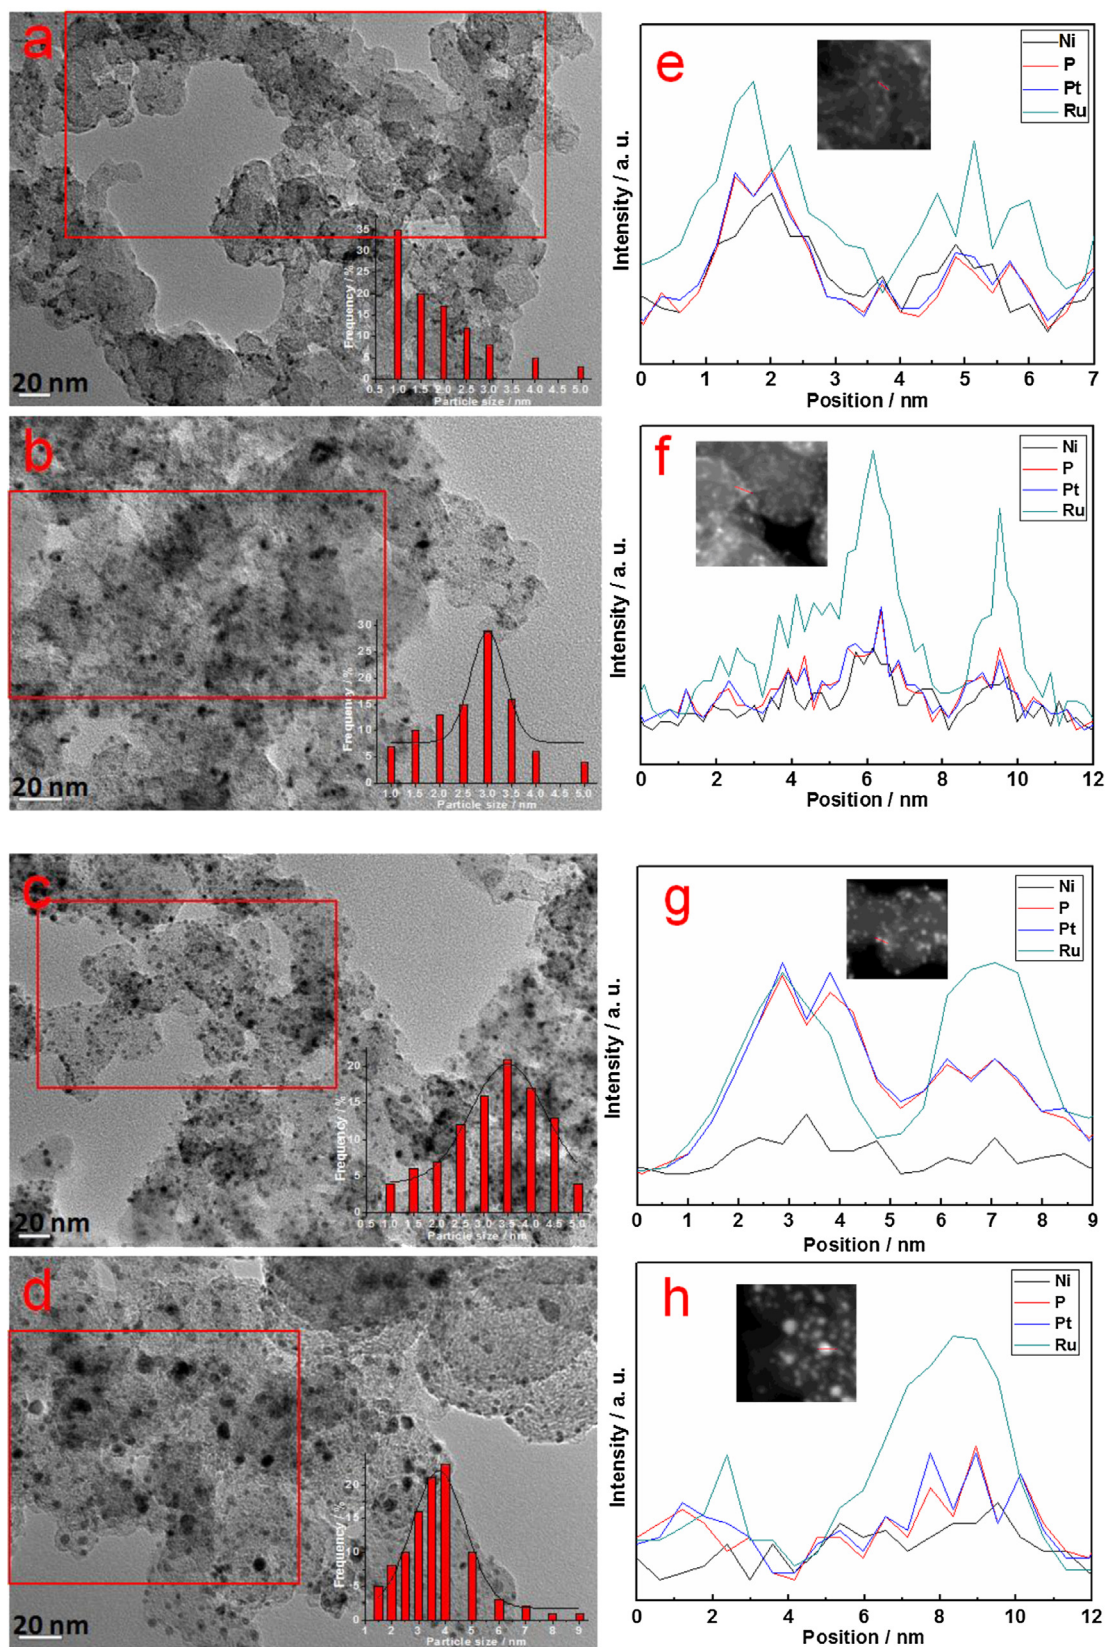 a
35
30
25
20
15
10
5
0
Frequency / %
0.5 1.0 1.5 2.0 2.5 3.0 3.5 4.0 4.5 5.0
Particle size / nm
20 nm
e
Ni
P
Pt
Ru
Intensity / a. u.
0 1 2 3 4 5 6 7
Position / nm
b
30
25
20
15
10
5
0
Frequency / %
1.0 1.5 2.0 2.5 3.0 3.5 4.0 4.5 5.0
Particle size / nm
20 nm
f
Ni
P
Pt
Ru
Intensity / a. u.
0 2 4 6 8 10 12
Position / nm
c
20
15
10
5
0
Frequency / %
0.5 1.0 1.5 2.0 2.5 3.0 3.5 4.0 4.5 5.0
Particle size / nm
20 nm
g
Ni
P
Pt
Ru
Intensity / a. u.
0 1 2 3 4 5 6 7 8 9
Position / nm
d
20
15
10
5
0
Frequency / %
1 2 3 4 5 6 7 8 9
Particle size / nm
20 nm
h
Ni
P
Pt
Ru
Intensity / a. u.
0 2 4 6 8 10 12
Position / nm